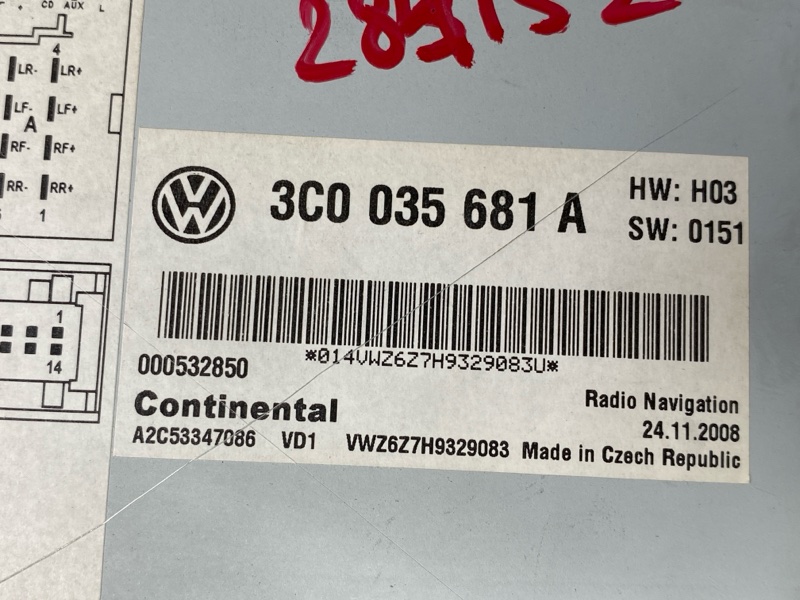 CD AUX L
4
LR- LR+
LF- LF+
A
RF- RF+
RR- RR+
1
1
14
3C0 035 681 A
HW: H03
SW: 0151
*014VWZ6Z7H9329083U*
000532850
Continental
Radio Navigation
24.11.2008
A2C53347086 VD1 VWZ6Z7H9329083 Made in Czech Republic